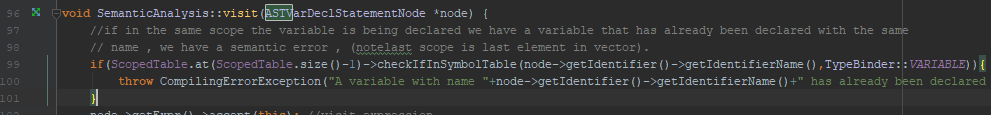 96 void SemanticAnalysis::visit(ASTVarDeclStatementNode *node) {
97 //if in the same scope the variable is being declared we have a variable that has already been declared with the same
98 // name , we have a semantic error , (notelast scope is last element in vector).
99 if(ScopedTable.at(ScopedTable.size()-1)->checkIfInSymbolTable(node->getIdentifier()->getIdentifierName(),TypeBinder::VARIABLE)){
100 throw CompilingErrorException("A variable with name "+node->getIdentifier()->getIdentifierName()+" has already been declared
101 }
node->getExpr()->accept(this); //visit expression